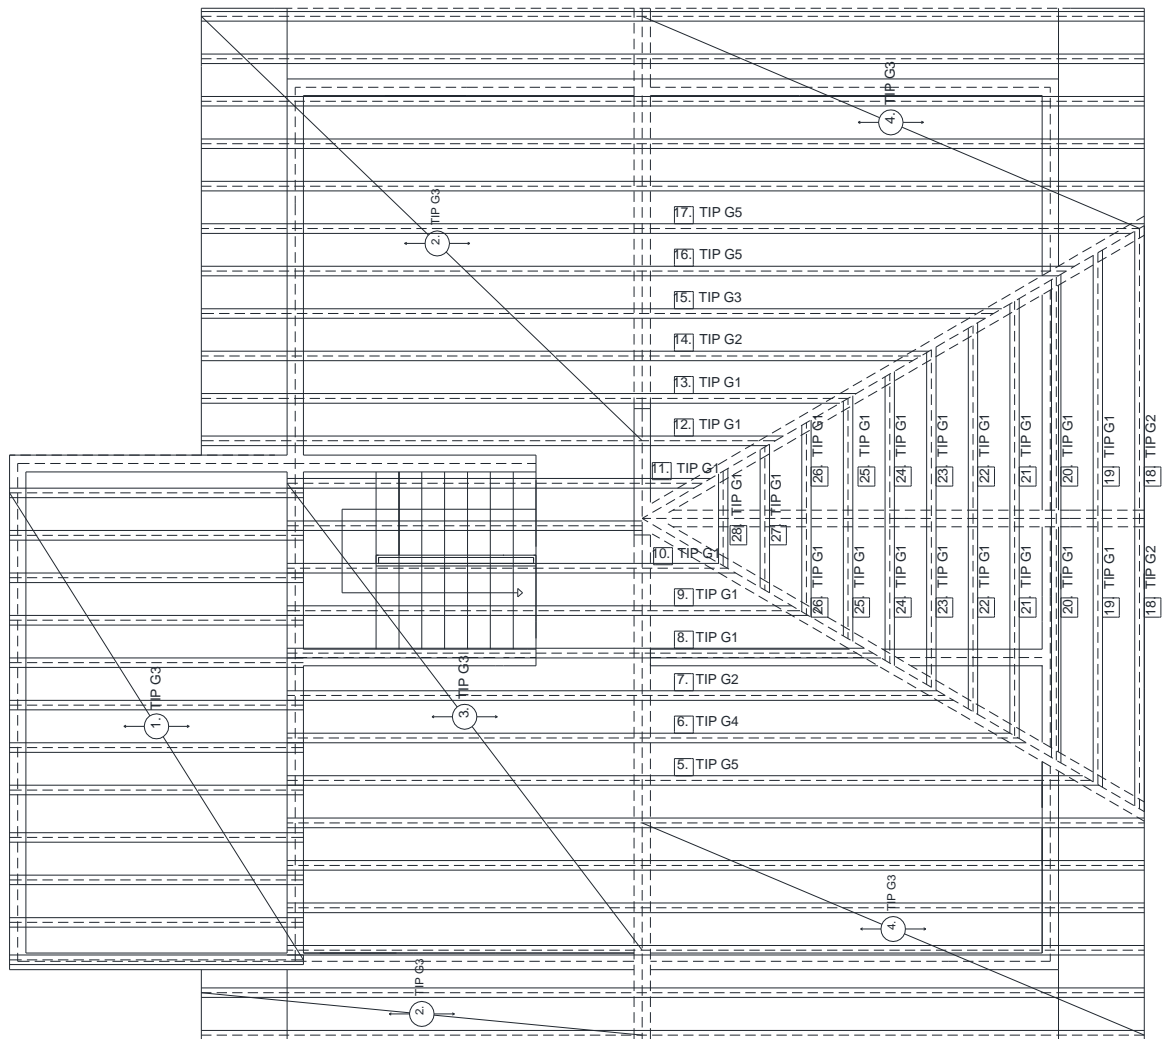 4. TIP G3
2. TIP G3
17. TIP G5
16. TIP G5
15. TIP G3
14. TIP G2
13. TIP G1
12. TIP G1
11. TIP G1
10. TIP G1
9. TIP G1
8. TIP G1
7. TIP G2
6. TIP G4
5. TIP G5
28. TIP G1
27. TIP G1
26. TIP G1
25. TIP G1
24. TIP G1
23. TIP G1
22. TIP G1
21. TIP G1
20. TIP G1
19. TIP G1
18. TIP G2
26. TIP G1
25. TIP G1
24. TIP G1
23. TIP G1
22. TIP G1
21. TIP G1
20. TIP G1
19. TIP G1
18. TIP G2
1. TIP G3
3. TIP G3
4. TIP G3
2. TIP G3